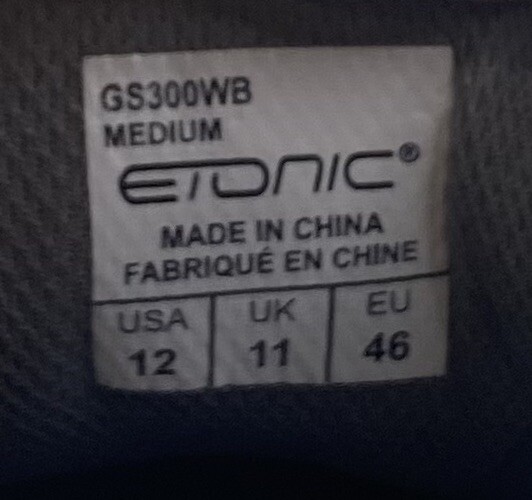 GS300WB
MEDIUM
ETONIC®
MADE IN CHINA
FABRIQUÉ EN CHINE
USA UK EU
12 11 46